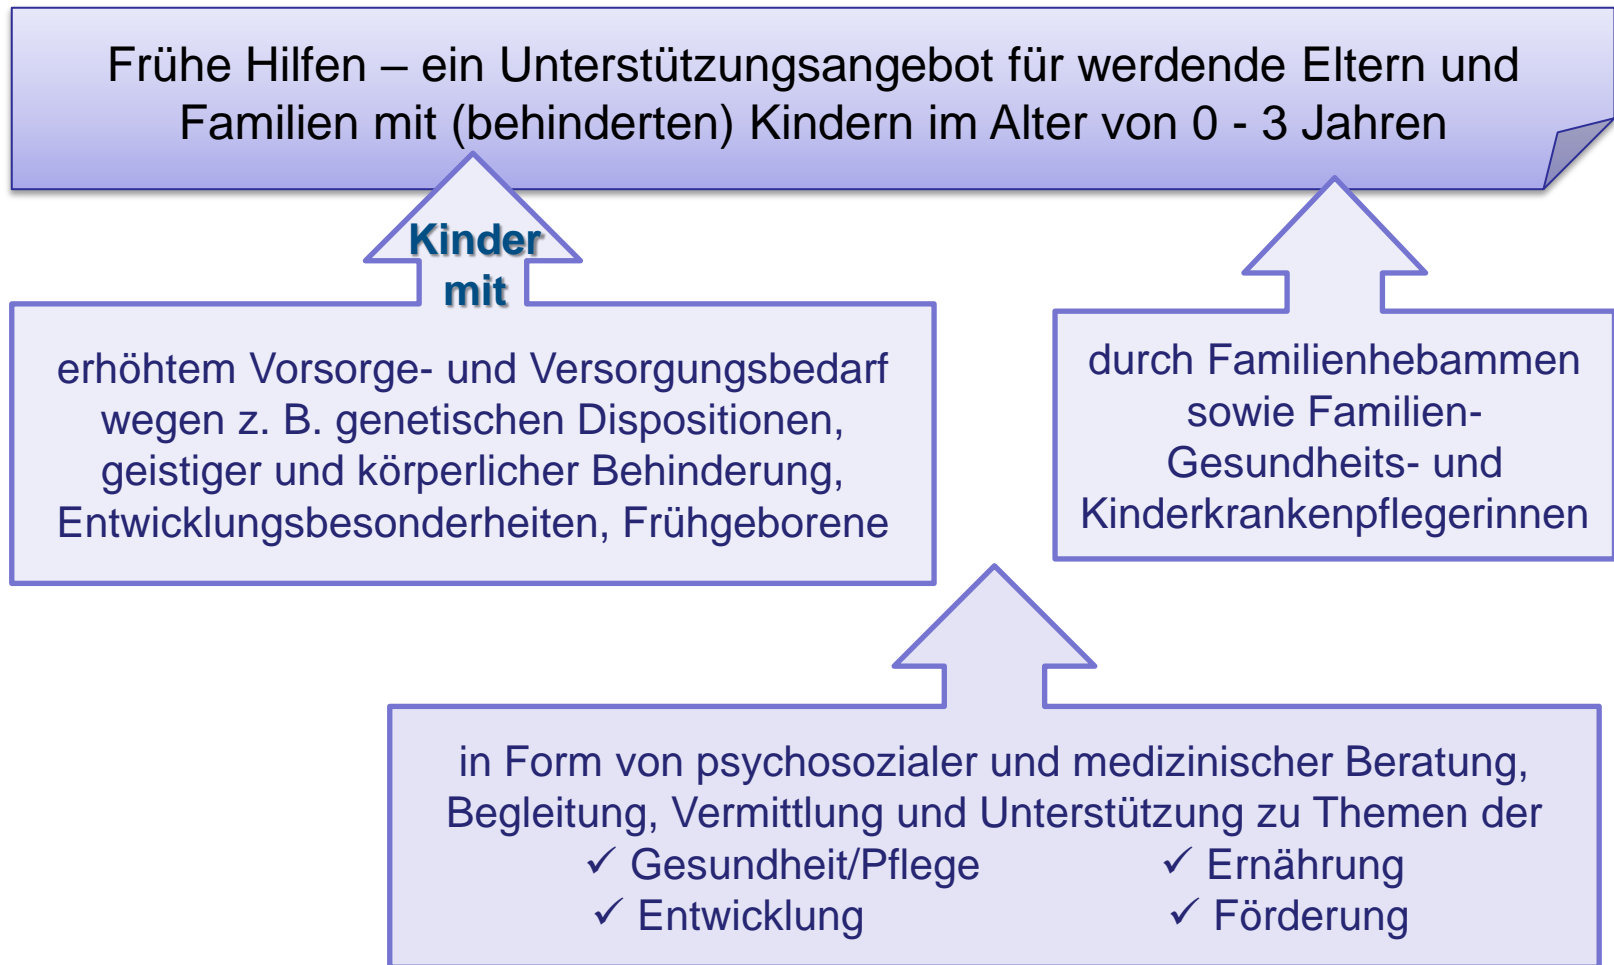 Frühe Hilfen – ein Unterstützungsangebot für werdende Eltern und
Familien mit (behinderten) Kindern im Alter von 0 - 3 Jahren
Kinder
mit
erhöhtem Vorsorge- und Versorgungsbedarf
wegen z. B. genetischen Dispositionen,
geistiger und körperlicher Behinderung,
Entwicklungsbesonderheiten, Frühgeborene
durch Familienhebammen
sowie Familien-
Gesundheits- und
Kinderkrankenpflegerinnen
in Form von psychosozialer und medizinischer Beratung,
Begleitung, Vermittlung und Unterstützung zu Themen der
✓ Gesundheit/Pflege ✓ Ernährung
✓ Entwicklung ✓ Förderung